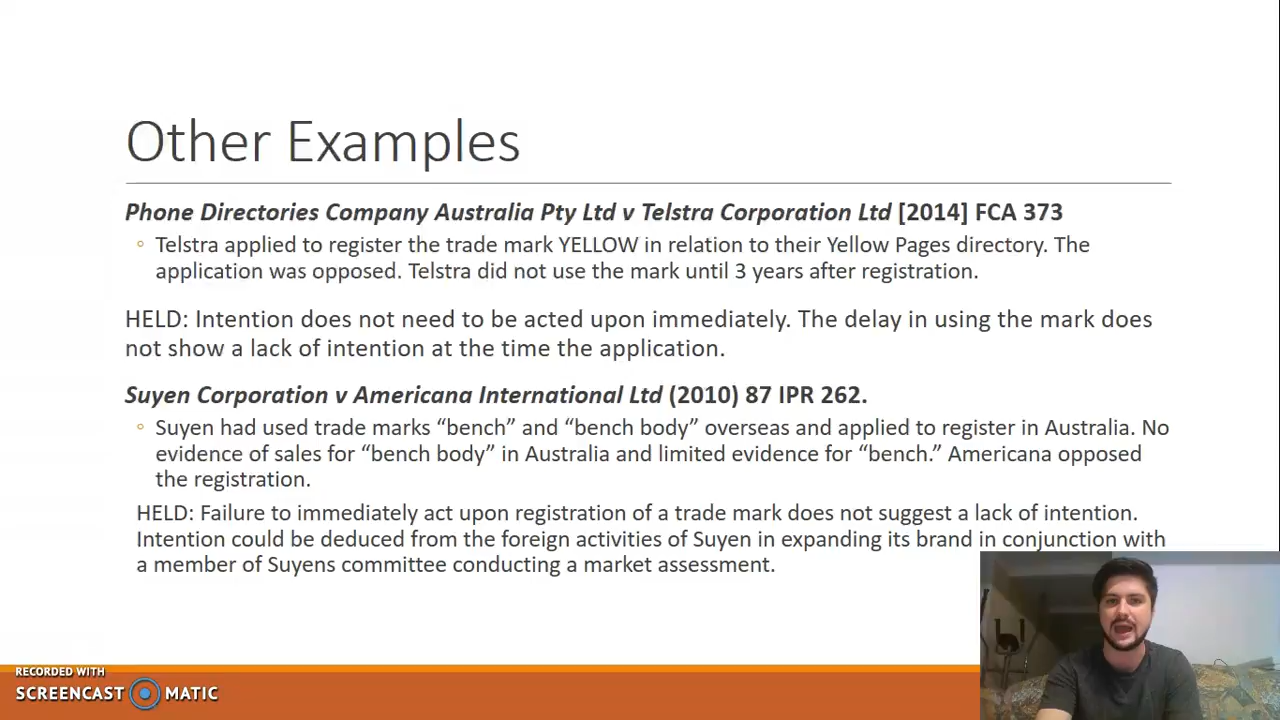 Other Examples
Phone Directories Company Australia Pty Ltd v Telstra Corporation Ltd [2014] FCA 373
◦ Telstra applied to register the trade mark YELLOW in relation to their Yellow Pages directory. The
application was opposed. Telstra did not use the mark until 3 years after registration.
HELD: Intention does not need to be acted upon immediately. The delay in using the mark does
not show a lack of intention at the time the application.
Suyen Corporation v Americana International Ltd (2010) 87 IPR 262.
◦ Suyen had used trade marks “bench” and “bench body” overseas and applied to register in Australia. No
evidence of sales for “bench body” in Australia and limited evidence for “bench.” Americana opposed
the registration.
HELD: Failure to immediately act upon registration of a trade mark does not suggest a lack of intention.
Intention could be deduced from the foreign activities of Suyen in expanding its brand in conjunction with
a member of Suyens committee conducting a market assessment.
RECORDED WITH
SCREENCAST MATIC